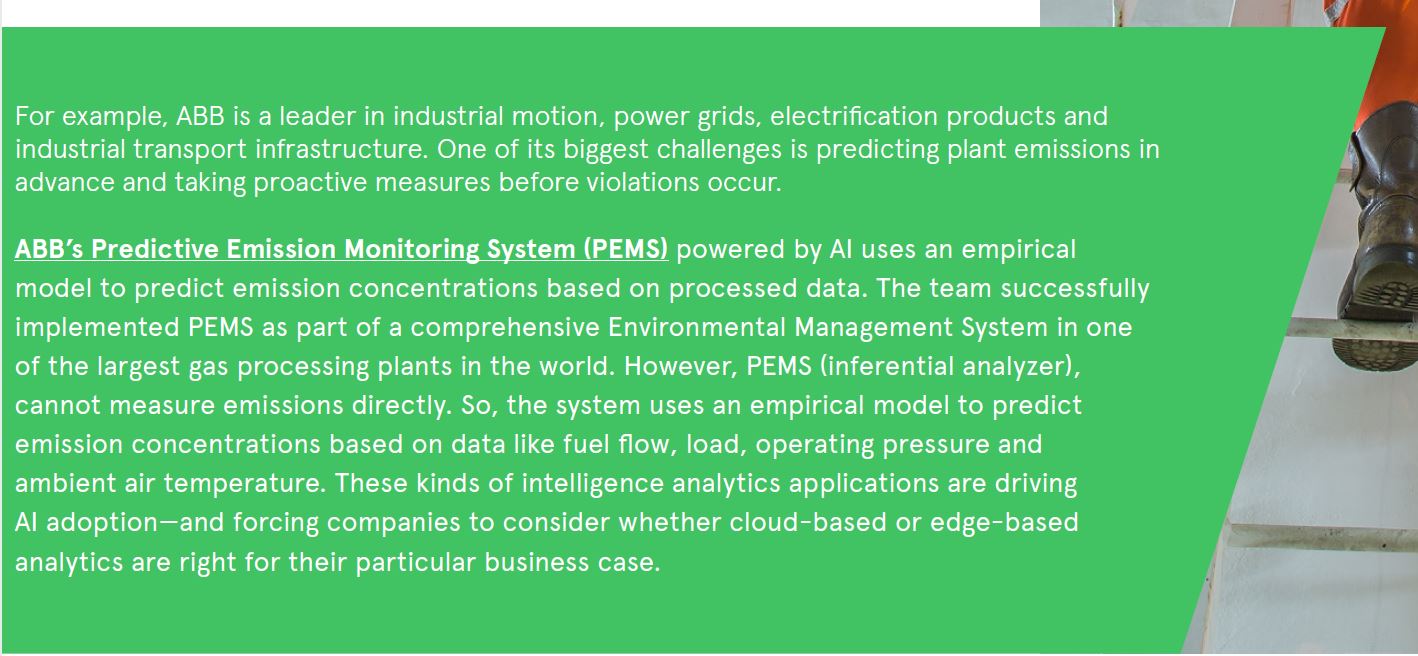 For example, ABB is a leader in industrial motion, power grids, electrification products and
industrial transport infrastructure. One of its biggest challenges is predicting plant emissions in
advance and taking proactive measures before violations occur.
ABB’s Predictive Emission Monitoring System (PEMS) powered by AI uses an empirical
model to predict emission concentrations based on processed data. The team successfully
implemented PEMS as part of a comprehensive Environmental Management System in one
of the largest gas processing plants in the world. However, PEMS (inferential analyzer),
cannot measure emissions directly. So, the system uses an empirical model to predict
emission concentrations based on data like fuel flow, load, operating pressure and
ambient air temperature. These kinds of intelligence analytics applications are driving
AI adoption—and forcing companies to consider whether cloud-based or edge-based
analytics are right for their particular business case.